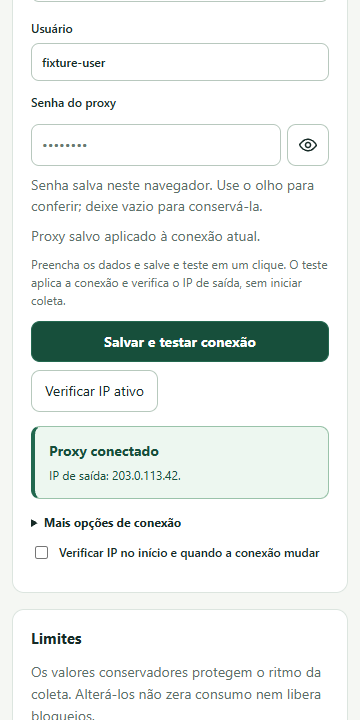 Usuário
fixture-user
Senha do proxy
••••••••
Senha salva neste navegador. Use o olho para
conferir; deixe vazio para conservá-la.
Proxy salvo aplicado à conexão atual.
Preencha os dados e salve e teste em um clique. O teste
aplica a conexão e verifica o IP de saída, sem iniciar
coleta.
Salvar e testar conexão
Verificar IP ativo
Proxy conectado
IP de saída: 203.0.113.42.
Mais opções de conexão
Verificar IP no início e quando a conexão mudar
Limites
Os valores conservadores protegem o ritmo da
coleta. Alterá-los não zera consumo nem libera
bloqueios.